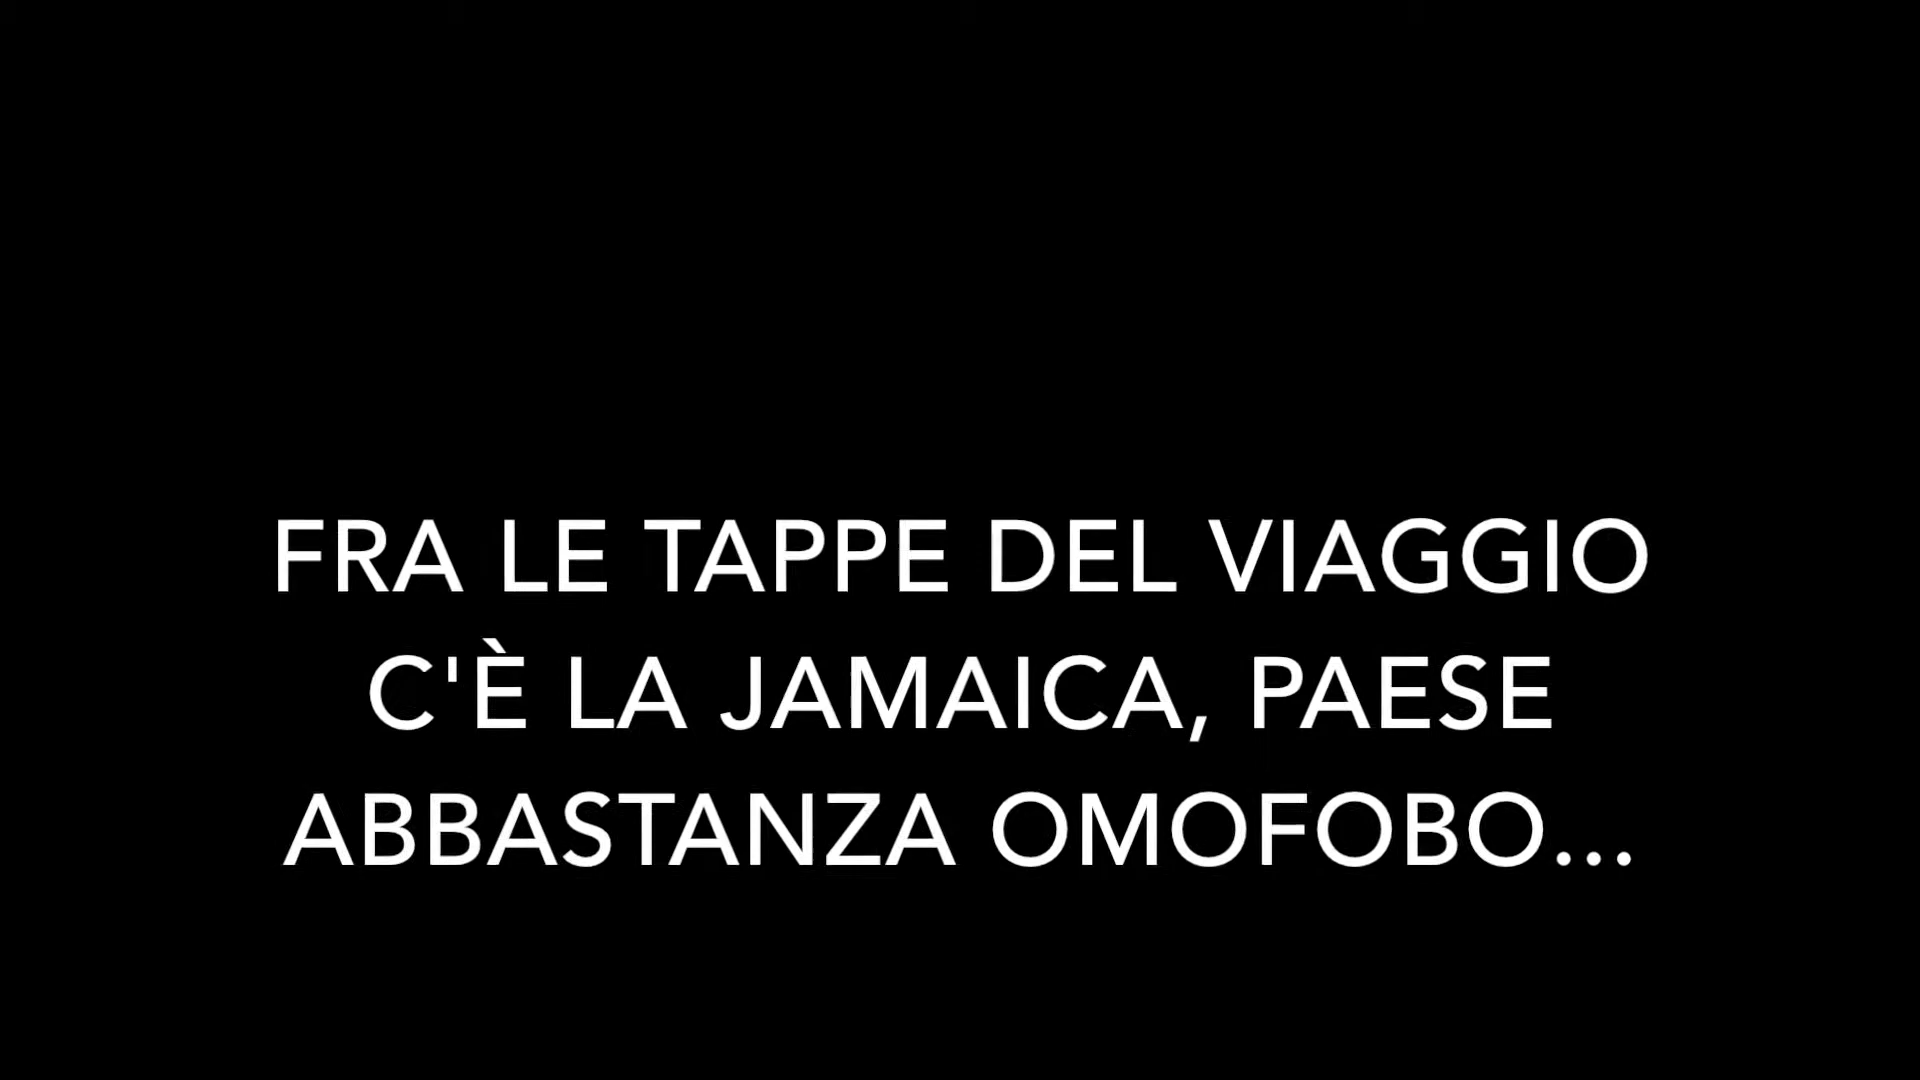 FRA LE TAPPE DEL VIAGGIO
C'È LA JAMAICA, PAESE
ABBASTANZA OMOFOBO...